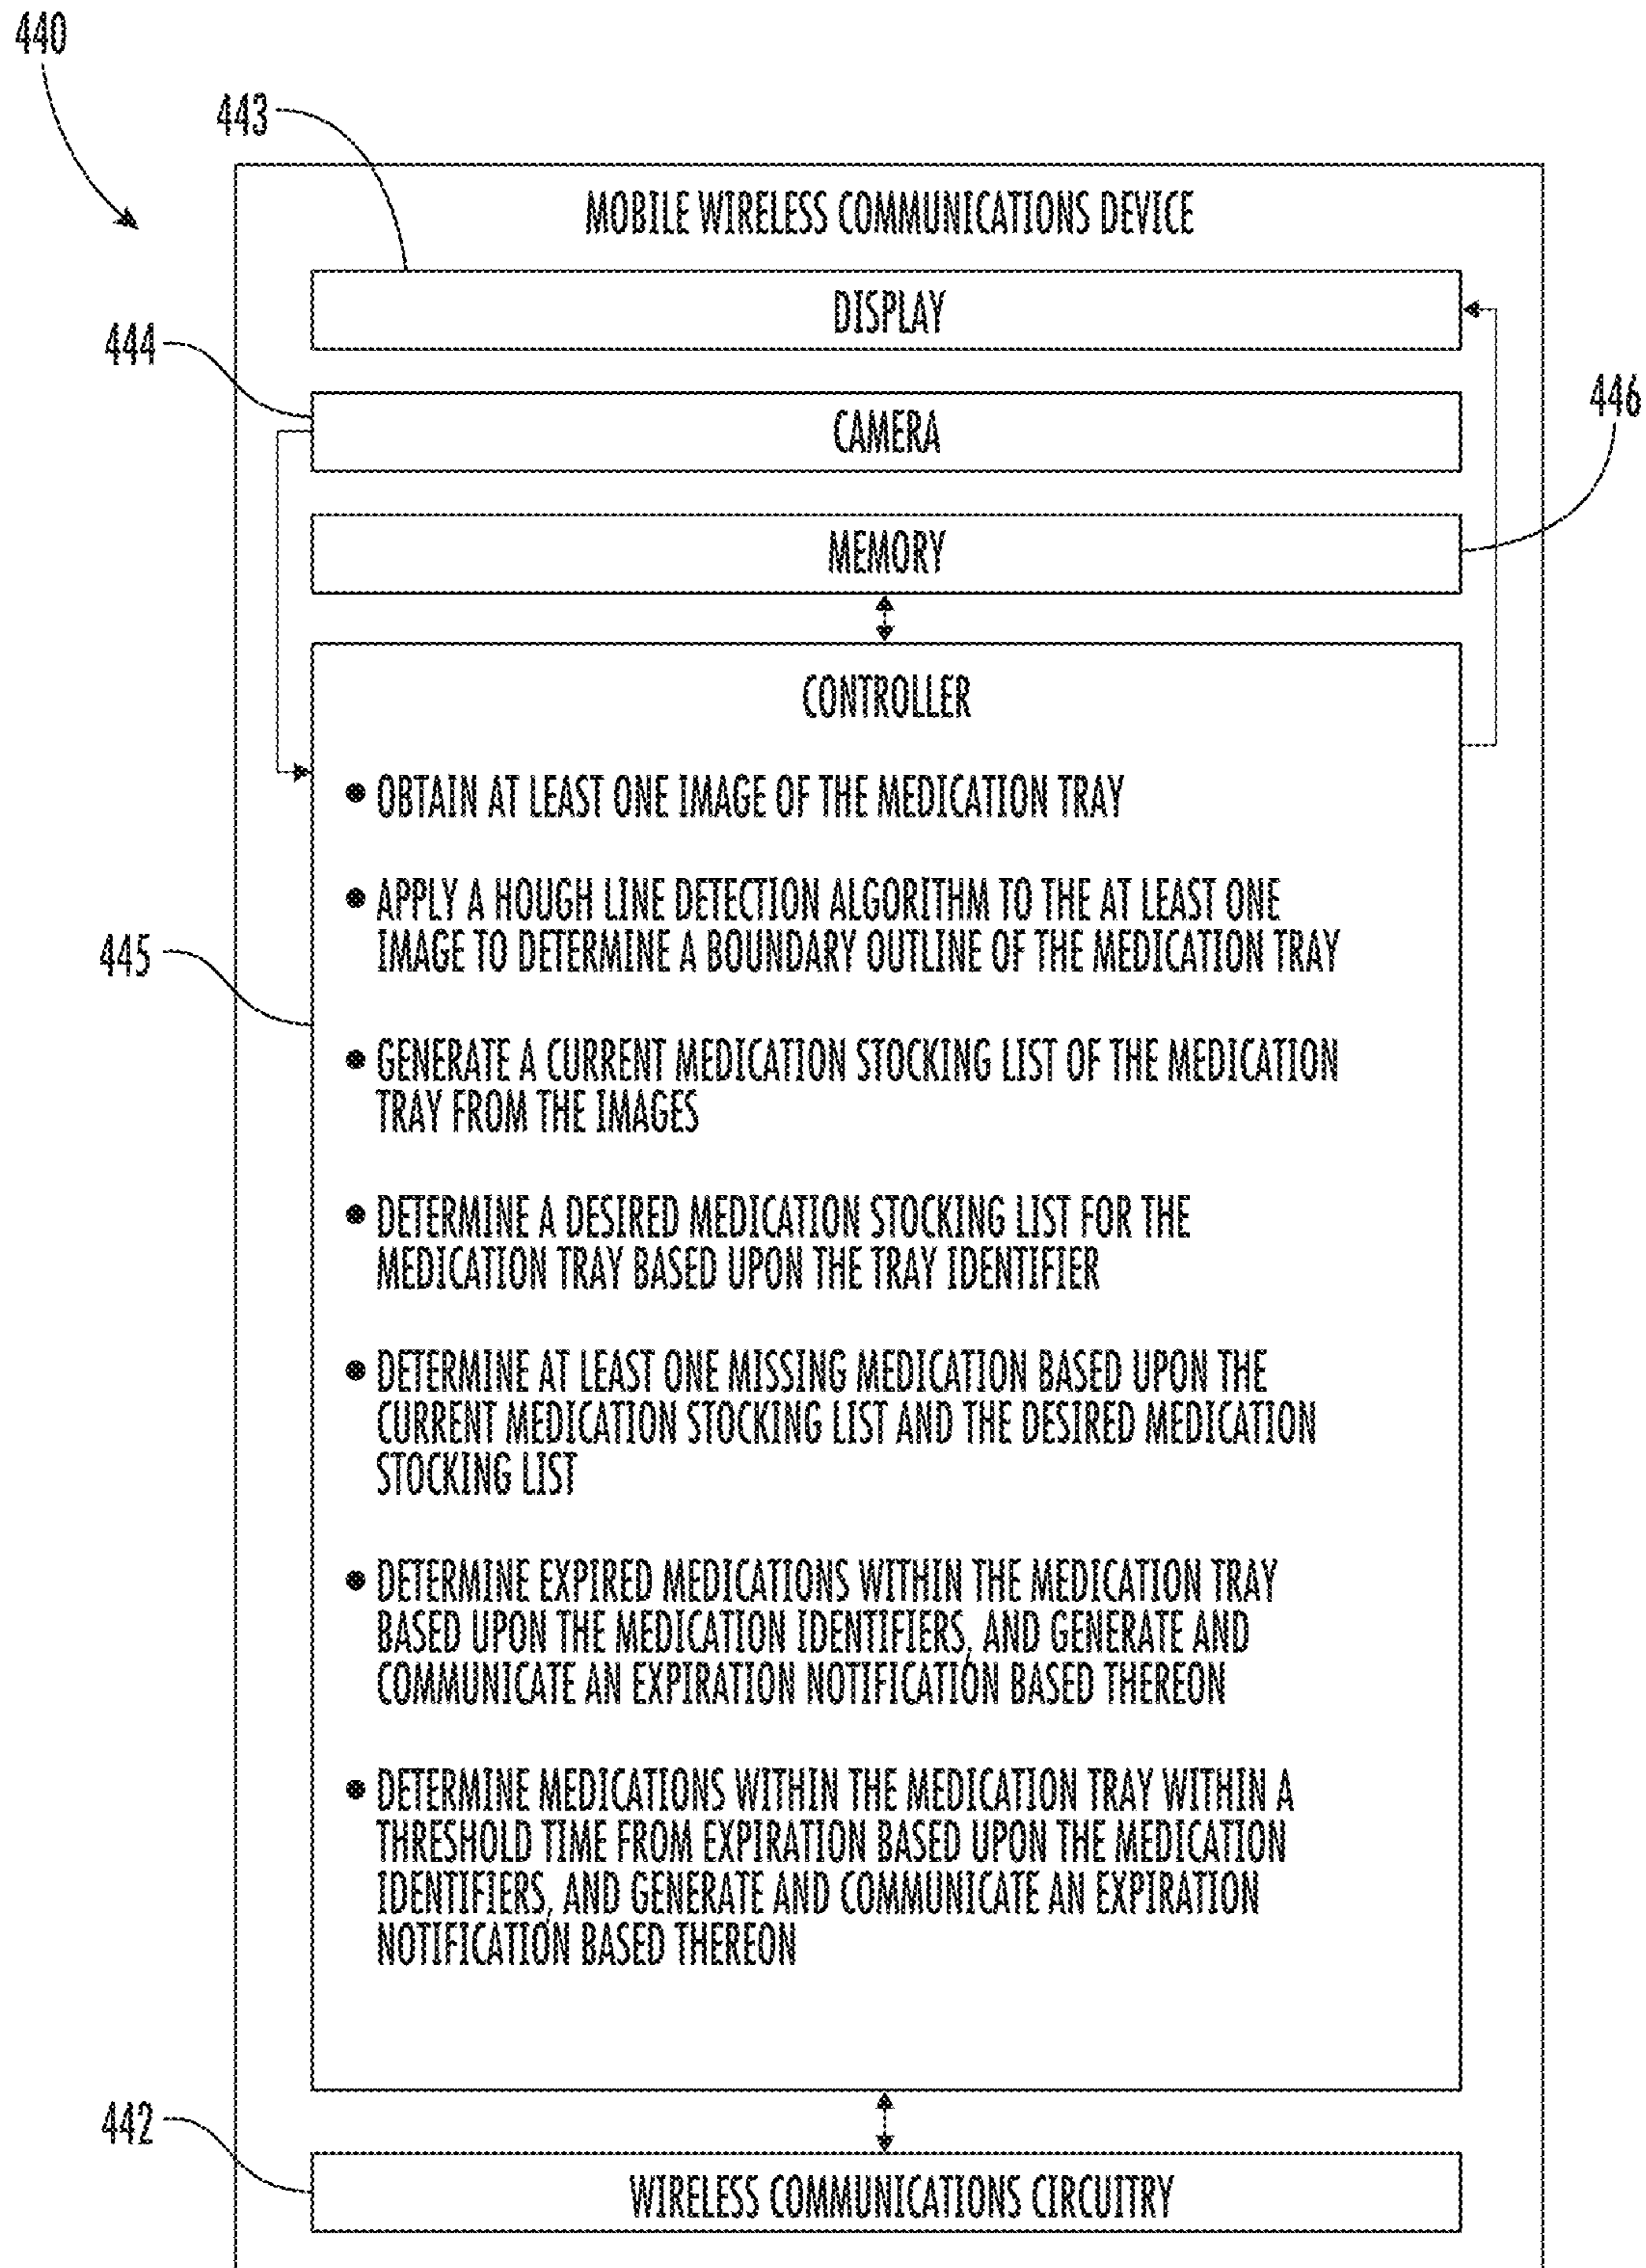 440
443
MOBILE WIRELESS COMMUNICATIONS DEVICE
DISPLAY
444
CAMERA
446
MEMORY
CONTROLLER
• OBTAIN AT LEAST ONE IMAGE OF THE MEDICATION TRAY
• APPLY A HOUGH LINE DETECTION ALGORITHM TO THE AT LEAST ONE
IMAGE TO DETERMINE A BOUNDARY OUTLINE OF THE MEDICATION TRAY
445
• GENERATE A CURRENT MEDICATION STOCKING LIST OF THE MEDICATION
TRAY FROM THE IMAGES
• DETERMINE A DESIRED MEDICATION STOCKING LIST FOR THE
MEDICATION TRAY BASED UPON THE TRAY IDENTIFIER
• DETERMINE AT LEAST ONE MISSING MEDICATION BASED UPON THE
CURRENT MEDICATION STOCKING LIST AND THE DESIRED MEDICATION
STOCKING LIST
• DETERMINE EXPIRED MEDICATIONS WITHIN THE MEDICATION TRAY
BASED UPON THE MEDICATION IDENTIFIERS, AND GENERATE AND
COMMUNICATE AN EXPIRATION NOTIFICATION BASED THEREON
• DETERMINE MEDICATIONS WITHIN THE MEDICATION TRAY WITHIN A
THRESHOLD TIME FROM EXPIRATION BASED UPON THE MEDICATION
IDENTIFIERS, AND GENERATE AND COMMUNICATE AN EXPIRATION
NOTIFICATION BASED THEREON
442
WIRELESS COMMUNICATIONS CIRCUITRY